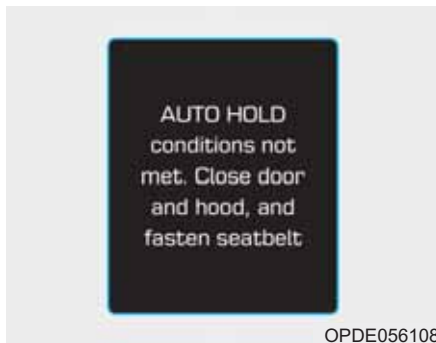 AUTO HOLD
conditions not
met. Close door
and hood, and
fasten seatbelt
OPDE056108